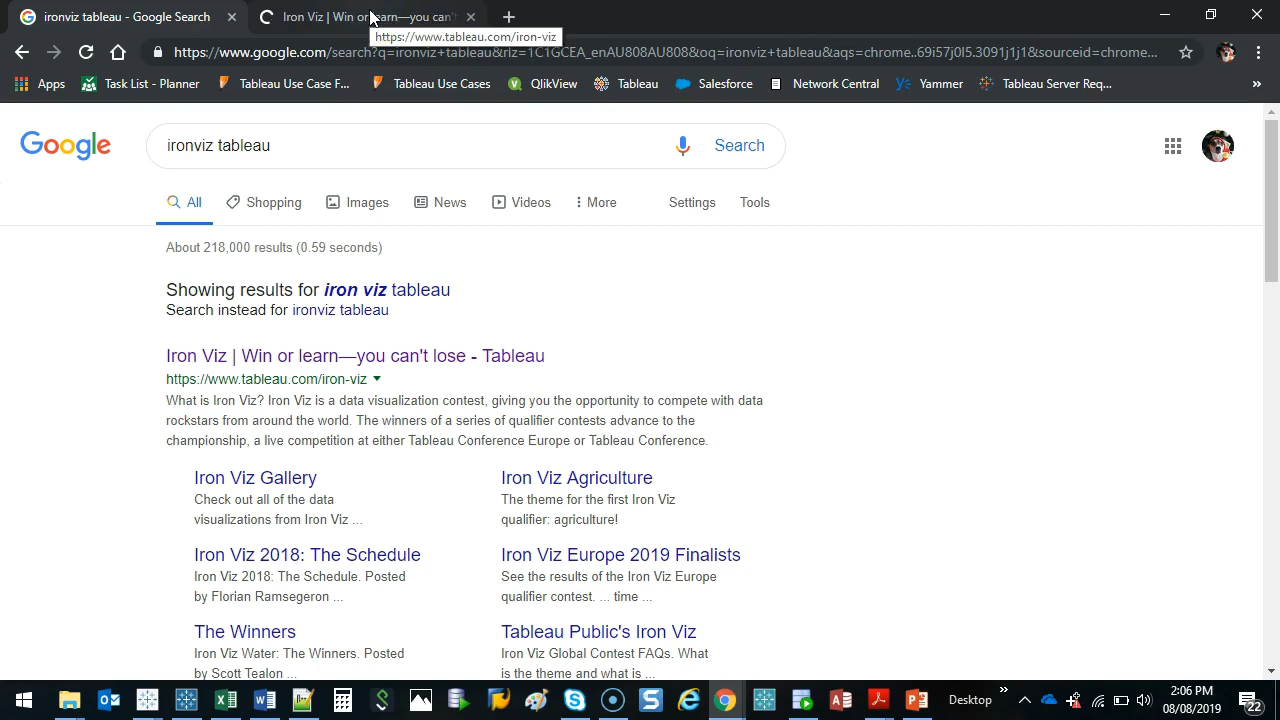 ironviz tableau - Google Search
Iron Viz | Win or learn—you can't
https://www.tableau.com/iron-viz
https://www.google.com/search?q=ironviz+tableau&rlz=1C1GCEA_enAU808AU808&oq=ironviz+tableau&aqs=chrome..69i57j0l5.3091j1j1&sourceid=chrome...
Apps
Task List - Planner
Tableau Use Case F...
Tableau Use Cases
QlikView
Tableau
Salesforce
Network Central
Yammer
Tableau Server Req...
»
Google
ironviz tableau
Search
All
Shopping
Images
News
Videos
More
Settings
Tools
About 218,000 results (0.59 seconds)
Showing results for iron viz tableau
Search instead for ironviz tableau
Iron Viz | Win or learn—you can't lose - Tableau
https://www.tableau.com/iron-viz
What is Iron Viz? Iron Viz is a data visualization contest, giving you the opportunity to compete with data
rockstars from around the world. The winners of a series of qualifier contests advance to the
championship, a live competition at either Tableau Conference Europe or Tableau Conference.
Iron Viz Gallery
Check out all of the data
visualizations from Iron Viz ...
Iron Viz Agriculture
The theme for the first Iron Viz
qualifier: agriculture!
Iron Viz 2018: The Schedule
Iron Viz 2018: The Schedule. Posted
by Florian Ramsegeron ...
Iron Viz Europe 2019 Finalists
See the results of the Iron Viz Europe
qualifier contest. ... time ...
The Winners
Iron Viz Water: The Winners. Posted
by Scott Tealon ...
Tableau Public's Iron Viz
Iron Viz Global Contest FAQs. What
is the theme and what is ...
Desktop
»
2:06 PM
08/08/2019
22